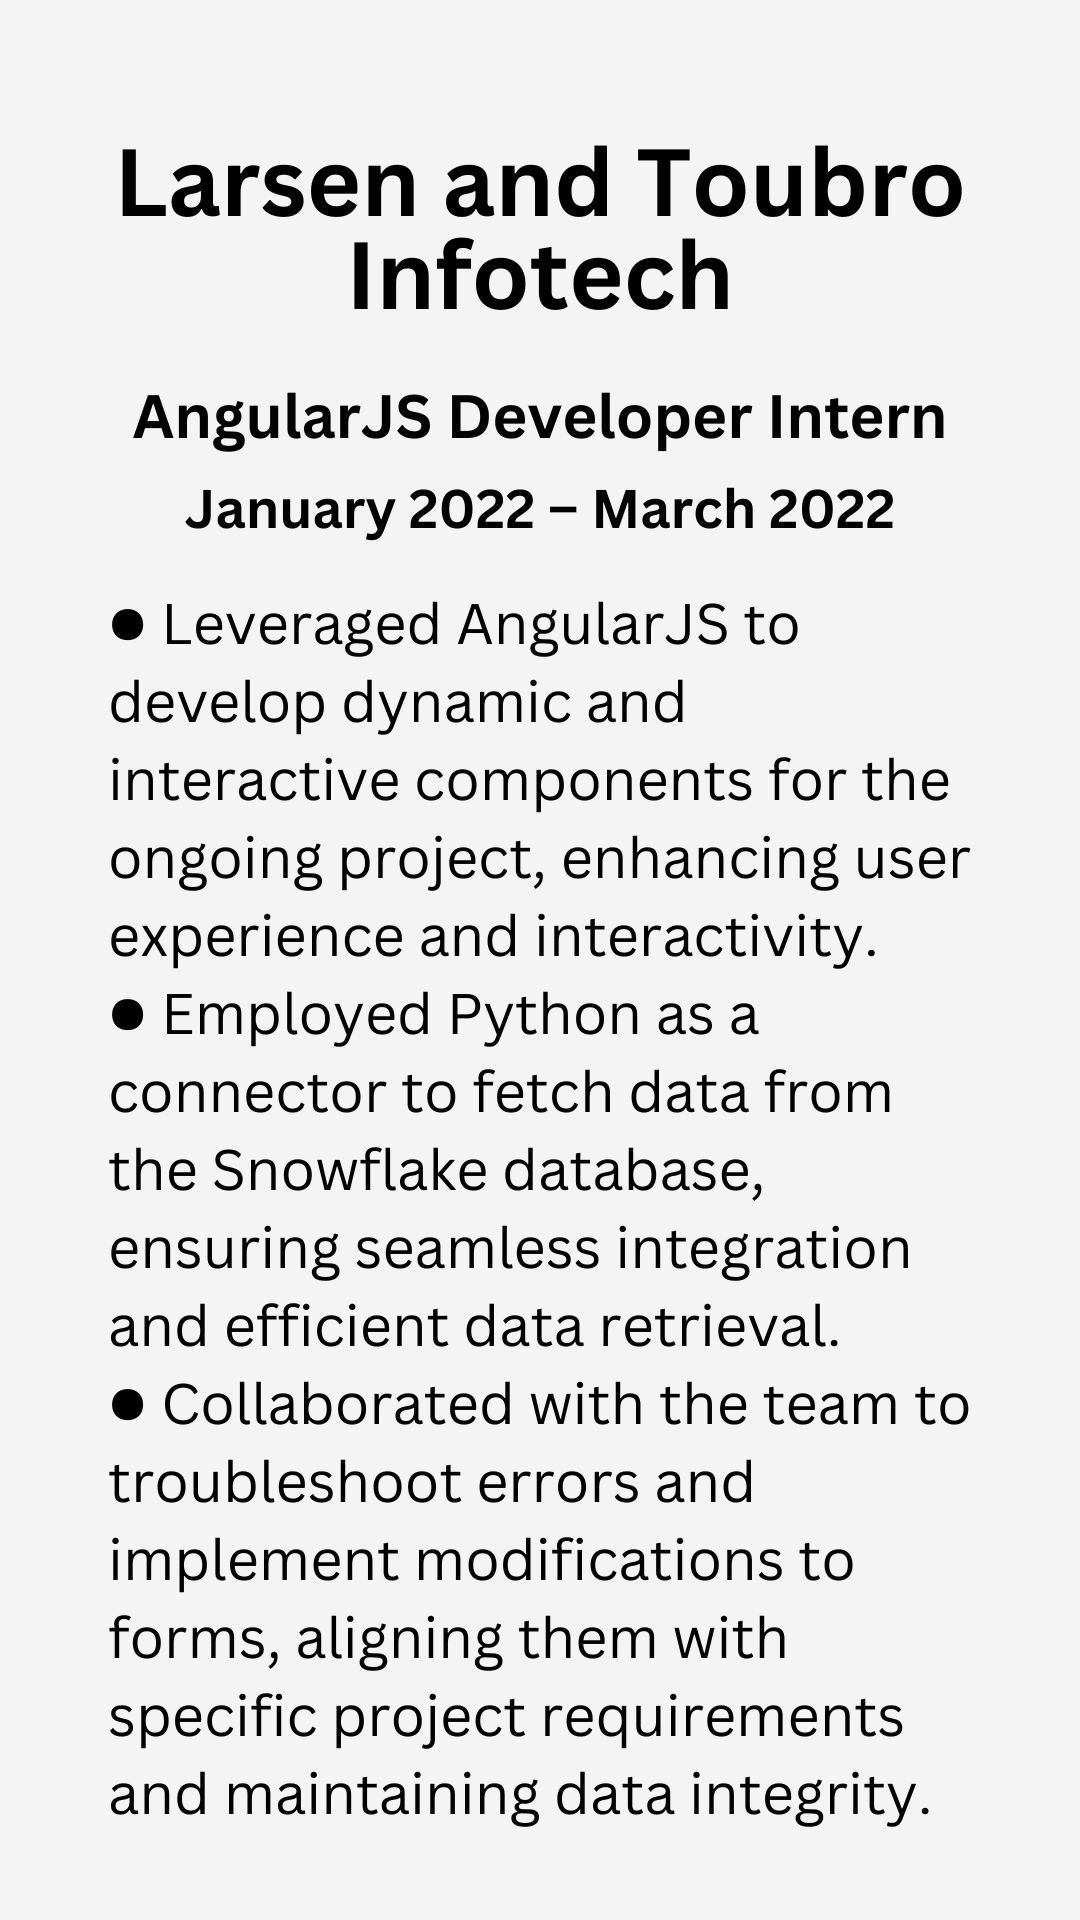 Larsen and Toubro
Infotech
AngularJS Developer Intern
January 2022 – March 2022
● Leveraged AngularJS to
develop dynamic and
interactive components for the
ongoing project, enhancing user
experience and interactivity.
● Employed Python as a
connector to fetch data from
the Snowflake database,
ensuring seamless integration
and efficient data retrieval.
● Collaborated with the team to
troubleshoot errors and
implement modifications to
forms, aligning them with
specific project requirements
and maintaining data integrity.